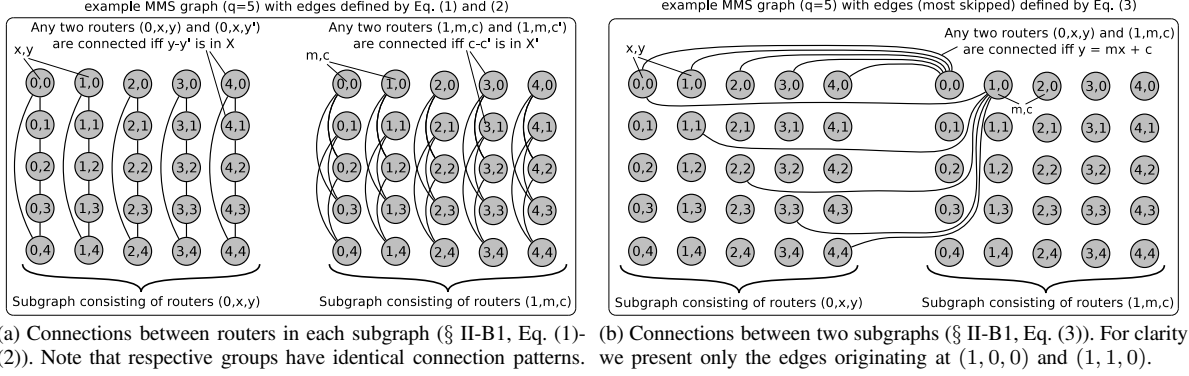 example MMS graph (q=5) with edges defined by Eq. (1) and (2)
Any two routers (0,x,y) and (0,x,y')
are connected iff y-y' is in X
Any two routers (1,m,c) and (1,m,c')
are connected iff c-c' is in X'
x,y
m,c
0,0 1,0 2,0 3,0 4,0 0,0 1,0 2,0 3,0 4,0
0,1 1,1 2,1 3,1 4,1 0,1 1,1 2,1 3,1 4,1
0,2 1,2 2,2 3,2 4,2 0,2 1,2 2,2 3,2 4,2
0,3 1,3 2,3 3,3 4,3 0,3 1,3 2,3 3,3 4,3
0,4 1,4 2,4 3,4 4,4 0,4 1,4 2,4 3,4 4,4
Subgraph consisting of routers (0,x,y) Subgraph consisting of routers (1,m,c)
(a) Connections between routers in each subgraph (§ II-B1, Eq. (1)-
(2)). Note that respective groups have identical connection patterns.
example MMS graph (q=5) with edges (most skipped) defined by Eq. (3)
Any two routers (0,x,y) and (1,m,c)
are connected iff y = mx + c
x,y
0,0 1,0 2,0 3,0 4,0 0,0 1,0 2,0 3,0 4,0
m,c
0,1 1,1 2,1 3,1 4,1 0,1 1,1 2,1 3,1 4,1
0,2 1,2 2,2 3,2 4,2 0,2 1,2 2,2 3,2 4,2
0,3 1,3 2,3 3,3 4,3 0,3 1,3 2,3 3,3 4,3
0,4 1,4 2,4 3,4 4,4 0,4 1,4 2,4 3,4 4,4
Subgraph consisting of routers (0,x,y) Subgraph consisting of routers (1,m,c)
(b) Connections between two subgraphs (§ II-B1, Eq. (3)). For clarity
we present only the edges originating at (1, 0, 0) and (1, 1, 0).